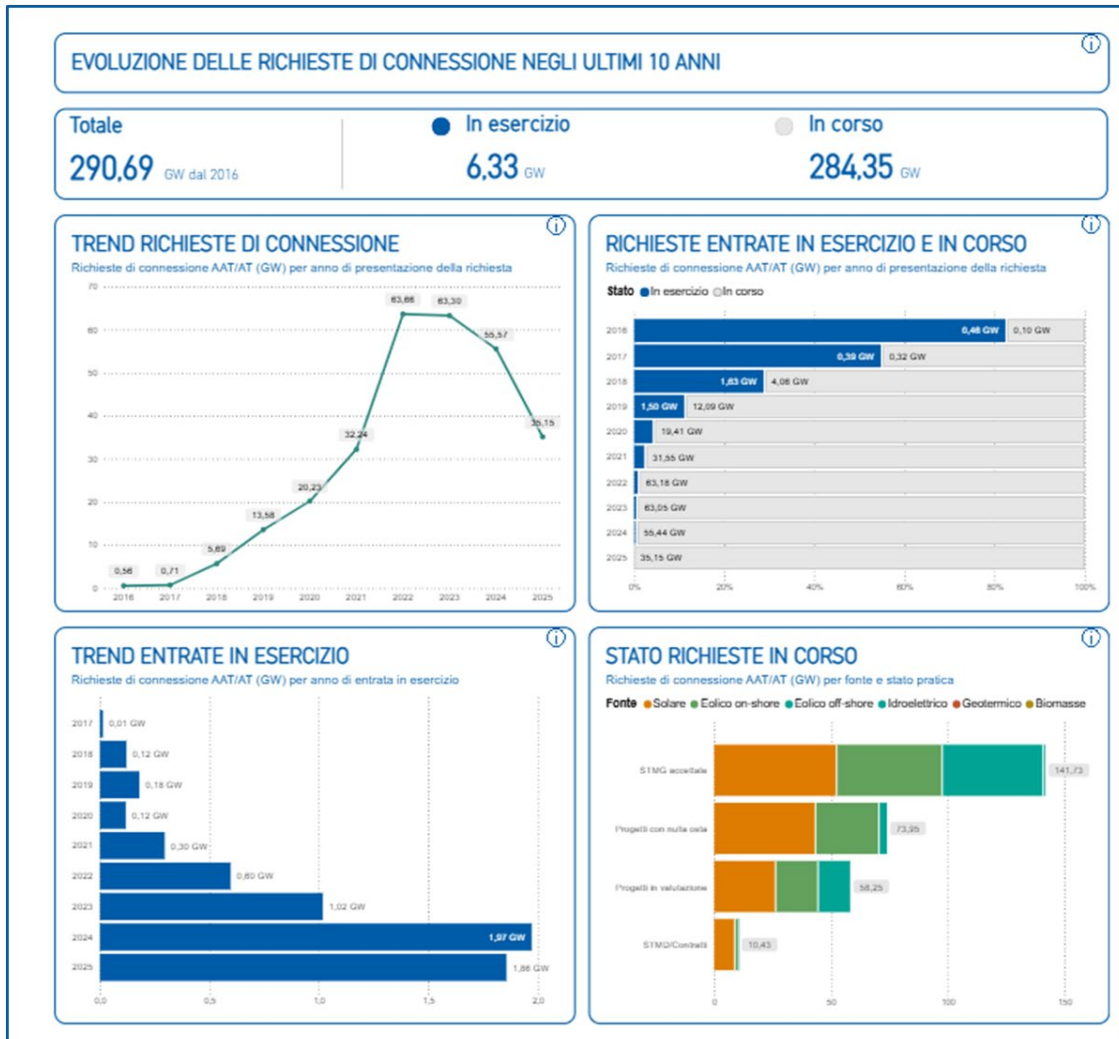 EVOLUZIONE DELLE RICHIESTE DI CONNESSIONE NEGLI ULTIMI 10 ANNI
Totale
290,69 GW dal 2016
In esercizio
6,33 GW
In corso
284,35 GW
TREND RICHIESTE DI CONNESSIONE
Richieste di connessione AAT/AT (GW) per anno di presentazione della richiesta
70
60
50
40
30
20
10
0
0,56
0,71
5,69
13,58
20,23
32,24
63,66
63,30
55,57
35,15
2016 2017 2018 2019 2020 2021 2022 2023 2024 2025
RICHIESTE ENTRATE IN ESERCIZIO E IN CORSO
Richieste di connessione AAT/AT (GW) per anno di presentazione della richiesta
Stato In esercizio In corso
2016 0,46 GW 0,10 GW
2017 0,39 GW 0,32 GW
2018 1,63 GW 4,06 GW
2019 1,50 GW 12,09 GW
2020 19,41 GW
2021 31,55 GW
2022 63,18 GW
2023 63,05 GW
2024 55,44 GW
2025 35,15 GW
0% 20% 40% 60% 80% 100%
TREND ENTRATE IN ESERCIZIO
Richieste di connessione AAT/AT (GW) per anno di entrata in esercizio
2017 0,01 GW
2018 0,12 GW
2019 0,18 GW
2020 0,12 GW
2021 0,30 GW
2022 0,60 GW
2023 1,02 GW
2024 1,97 GW
2025 1,86 GW
0,0 0,5 1,0 1,5 2,0
STATO RICHIESTE IN CORSO
Richieste di connessione AAT/AT (GW) per fonte e stato pratica
Fonte Solare Eolico on-shore Eolico off-shore Idroelettrico Geotermico Biomasse
STMG accettate 141,73
Progetti con nulla osta 73,95
Progetti in valutazione 58,25
STMD/Contratti 10,43
0 50 100 150